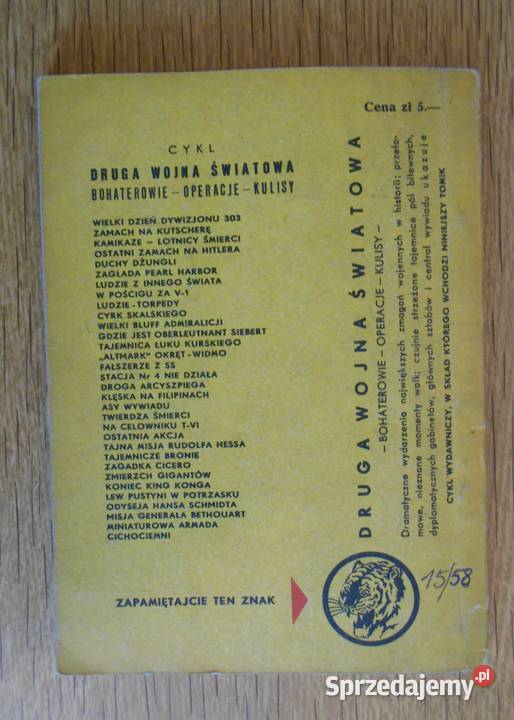 Cena zł 5.—
CYKL
DRUGA WOJNA ŚWIATOWA
BOHATEROWIE — OPERACJE — KULISY
WIELKI DZIEŃ DYWIZJONU 303
ZAMACH NA KUTSCHERĘ
KAMIKAZE — LOTNICY ŚMIERCI
OSTATNI ZAMACH NA HITLERA
DUCHY DŻUNGLI
ZAGŁADA PEARL HARBOR
LUDZIE Z INNEGO ŚWIATA
W POŚCIGU ZA V-1
LUDZIE-TORPEDY
CYRK SKALSKIEGO
WIELKI BLUFF ADMIRALICJI
GDZIE JEST OBERLEUTNANT SIEBERT
TAJEMNICA ŁUKU KURSKIEGO
„ALTMARK" OKRĘT-WIDMO
FAŁSZERZE Z SS
STACJA Nr 4 NIE DZIAŁA
DROGA ARCYSZPIEGA
KLĘSKA NA FILIPINACH
ASY WYWIADU
TWIERDZA ŚMIERCI
NA CELOWNIKU T-VI
OSTATNIA AKCJA
TAJNA MISJA RUDOLFA HESSA
TAJEMNICZE BRONIE
ZAGADKA CICERO
ZMIERZCH GIGANTÓW
KONIEC KING KONGA
LEW PUSTYNI W POTRZASKU
ODYSEJA HANSA SCHMIDTA
MISJA GENERAŁA BETHOUART
MINIATUROWA ARMADA
CICHOCIEMNI
ZAPAMIĘTAJCIE TEN ZNAK
DRUGA WOJNA ŚWIATOWA
— BOHATEROWIE — OPERACJE — KULISY —
Dramatyczne wydarzenia największych zmagań wojennych w historii; przeło-
mowe, nieznane momenty walk; czujnie strzeżone tajemnice pól bitewnych,
dyplomatycznych gabinetów, głównych sztabów i central wywiadu ukazuje
CYKL WYDAWNICZY, W SKŁAD KTÓREGO WCHODZI NINIEJSZY TOMIK
15/58
Sprzedajemy.pl